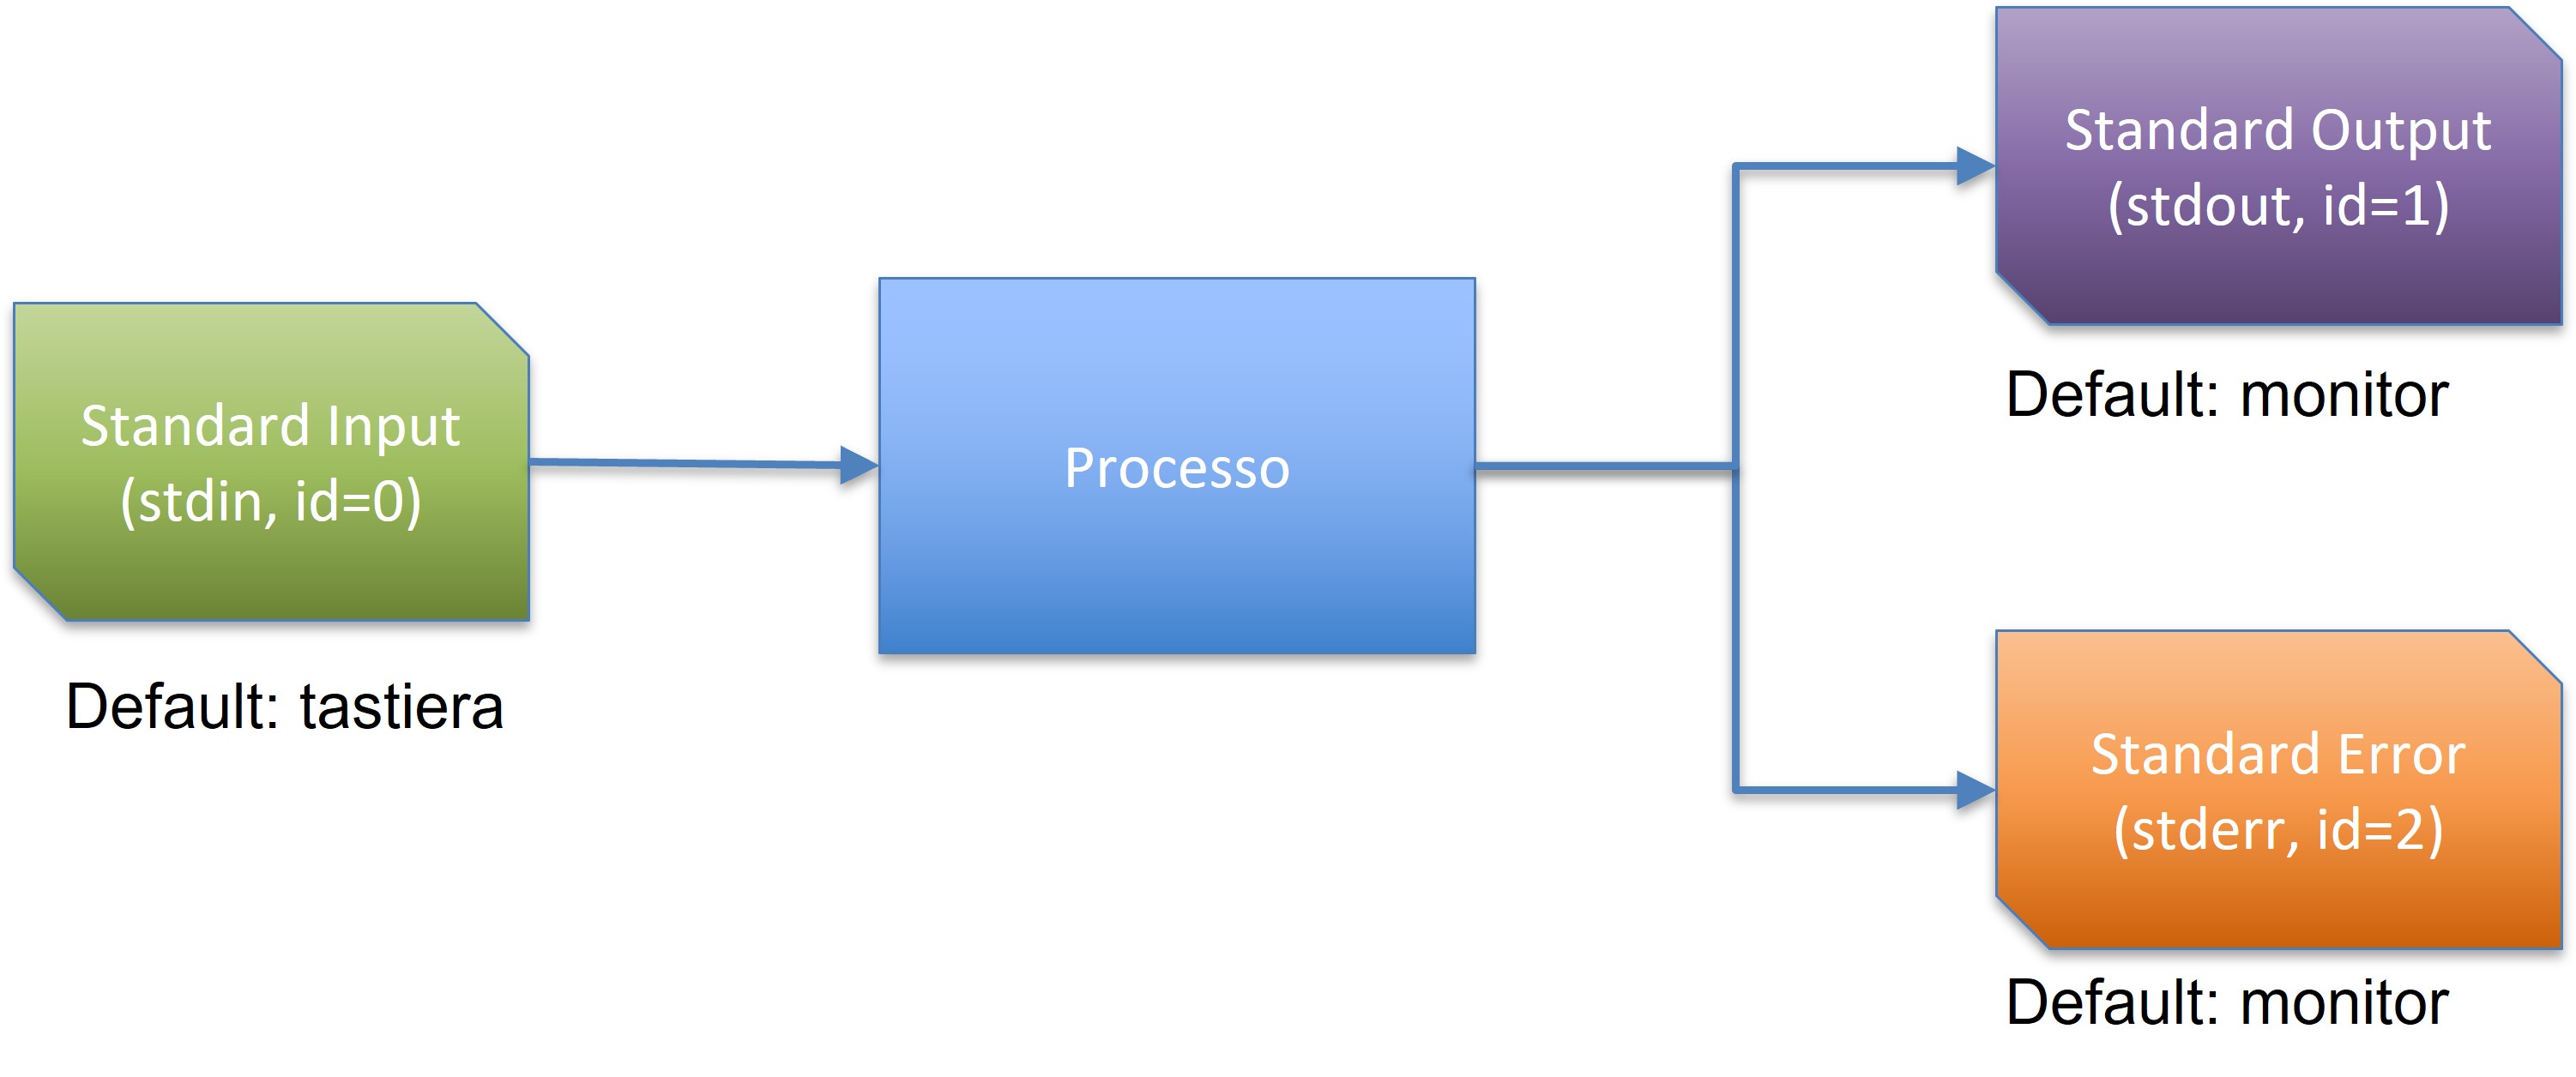 Standard Input
(stdin, id=0)
Default: tastiera
Processo
Standard Output
(stdout, id=1)
Default: monitor
Standard Error
(stderr, id=2)
Default: monitor